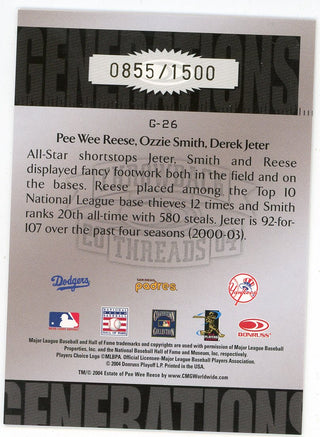 GENERATIONS
0855/1500
G-26
Pee Wee Reese, Ozzie Smith, Derek Jeter
All-Star shortstops Jeter, Smith and Reese
displayed fancy footwork both in the field and on
the bases. Reese placed among the Top 10
National League base thieves 12 times and Smith
ranks 20th all-time with 580 steals. Jeter is 92-for-
107 over the past four seasons (2000-03).
THREADS
Dodgers
PADRES
DONRUSS
Major League Baseball and Hall of Fame trademarks and copyrights are used with permission of Major League Baseball
Properties, Inc. and the National Baseball Hall of Fame and Museum, Inc. respectively.
Players Choice Logo ©MLBPA. Official Licensee-Major League Baseball Players Association.
© 2004 Donruss Playoff L.P. Printed in the USA.
TM/© 2004 Estate of Pee Wee Reese by www.CMGWorldwide.com
GENERATIONS